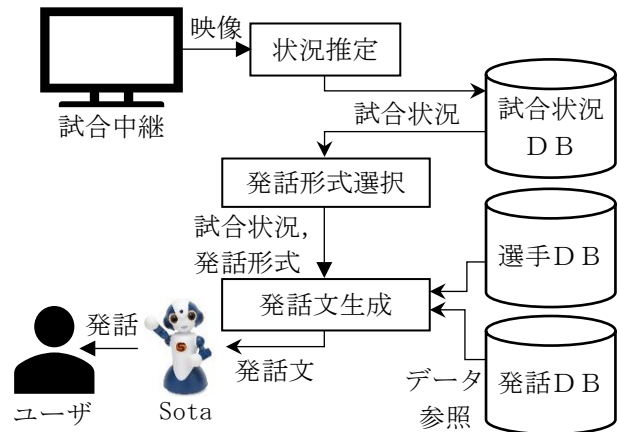 映像
状況推定
試合中継
試合状況
試合状況
ＤＢ
発話形式選択
試合状況,
発話形式
選手ＤＢ
発話文生成
発話
発話文
データ
参照
発話ＤＢ
ユーザ
Sota